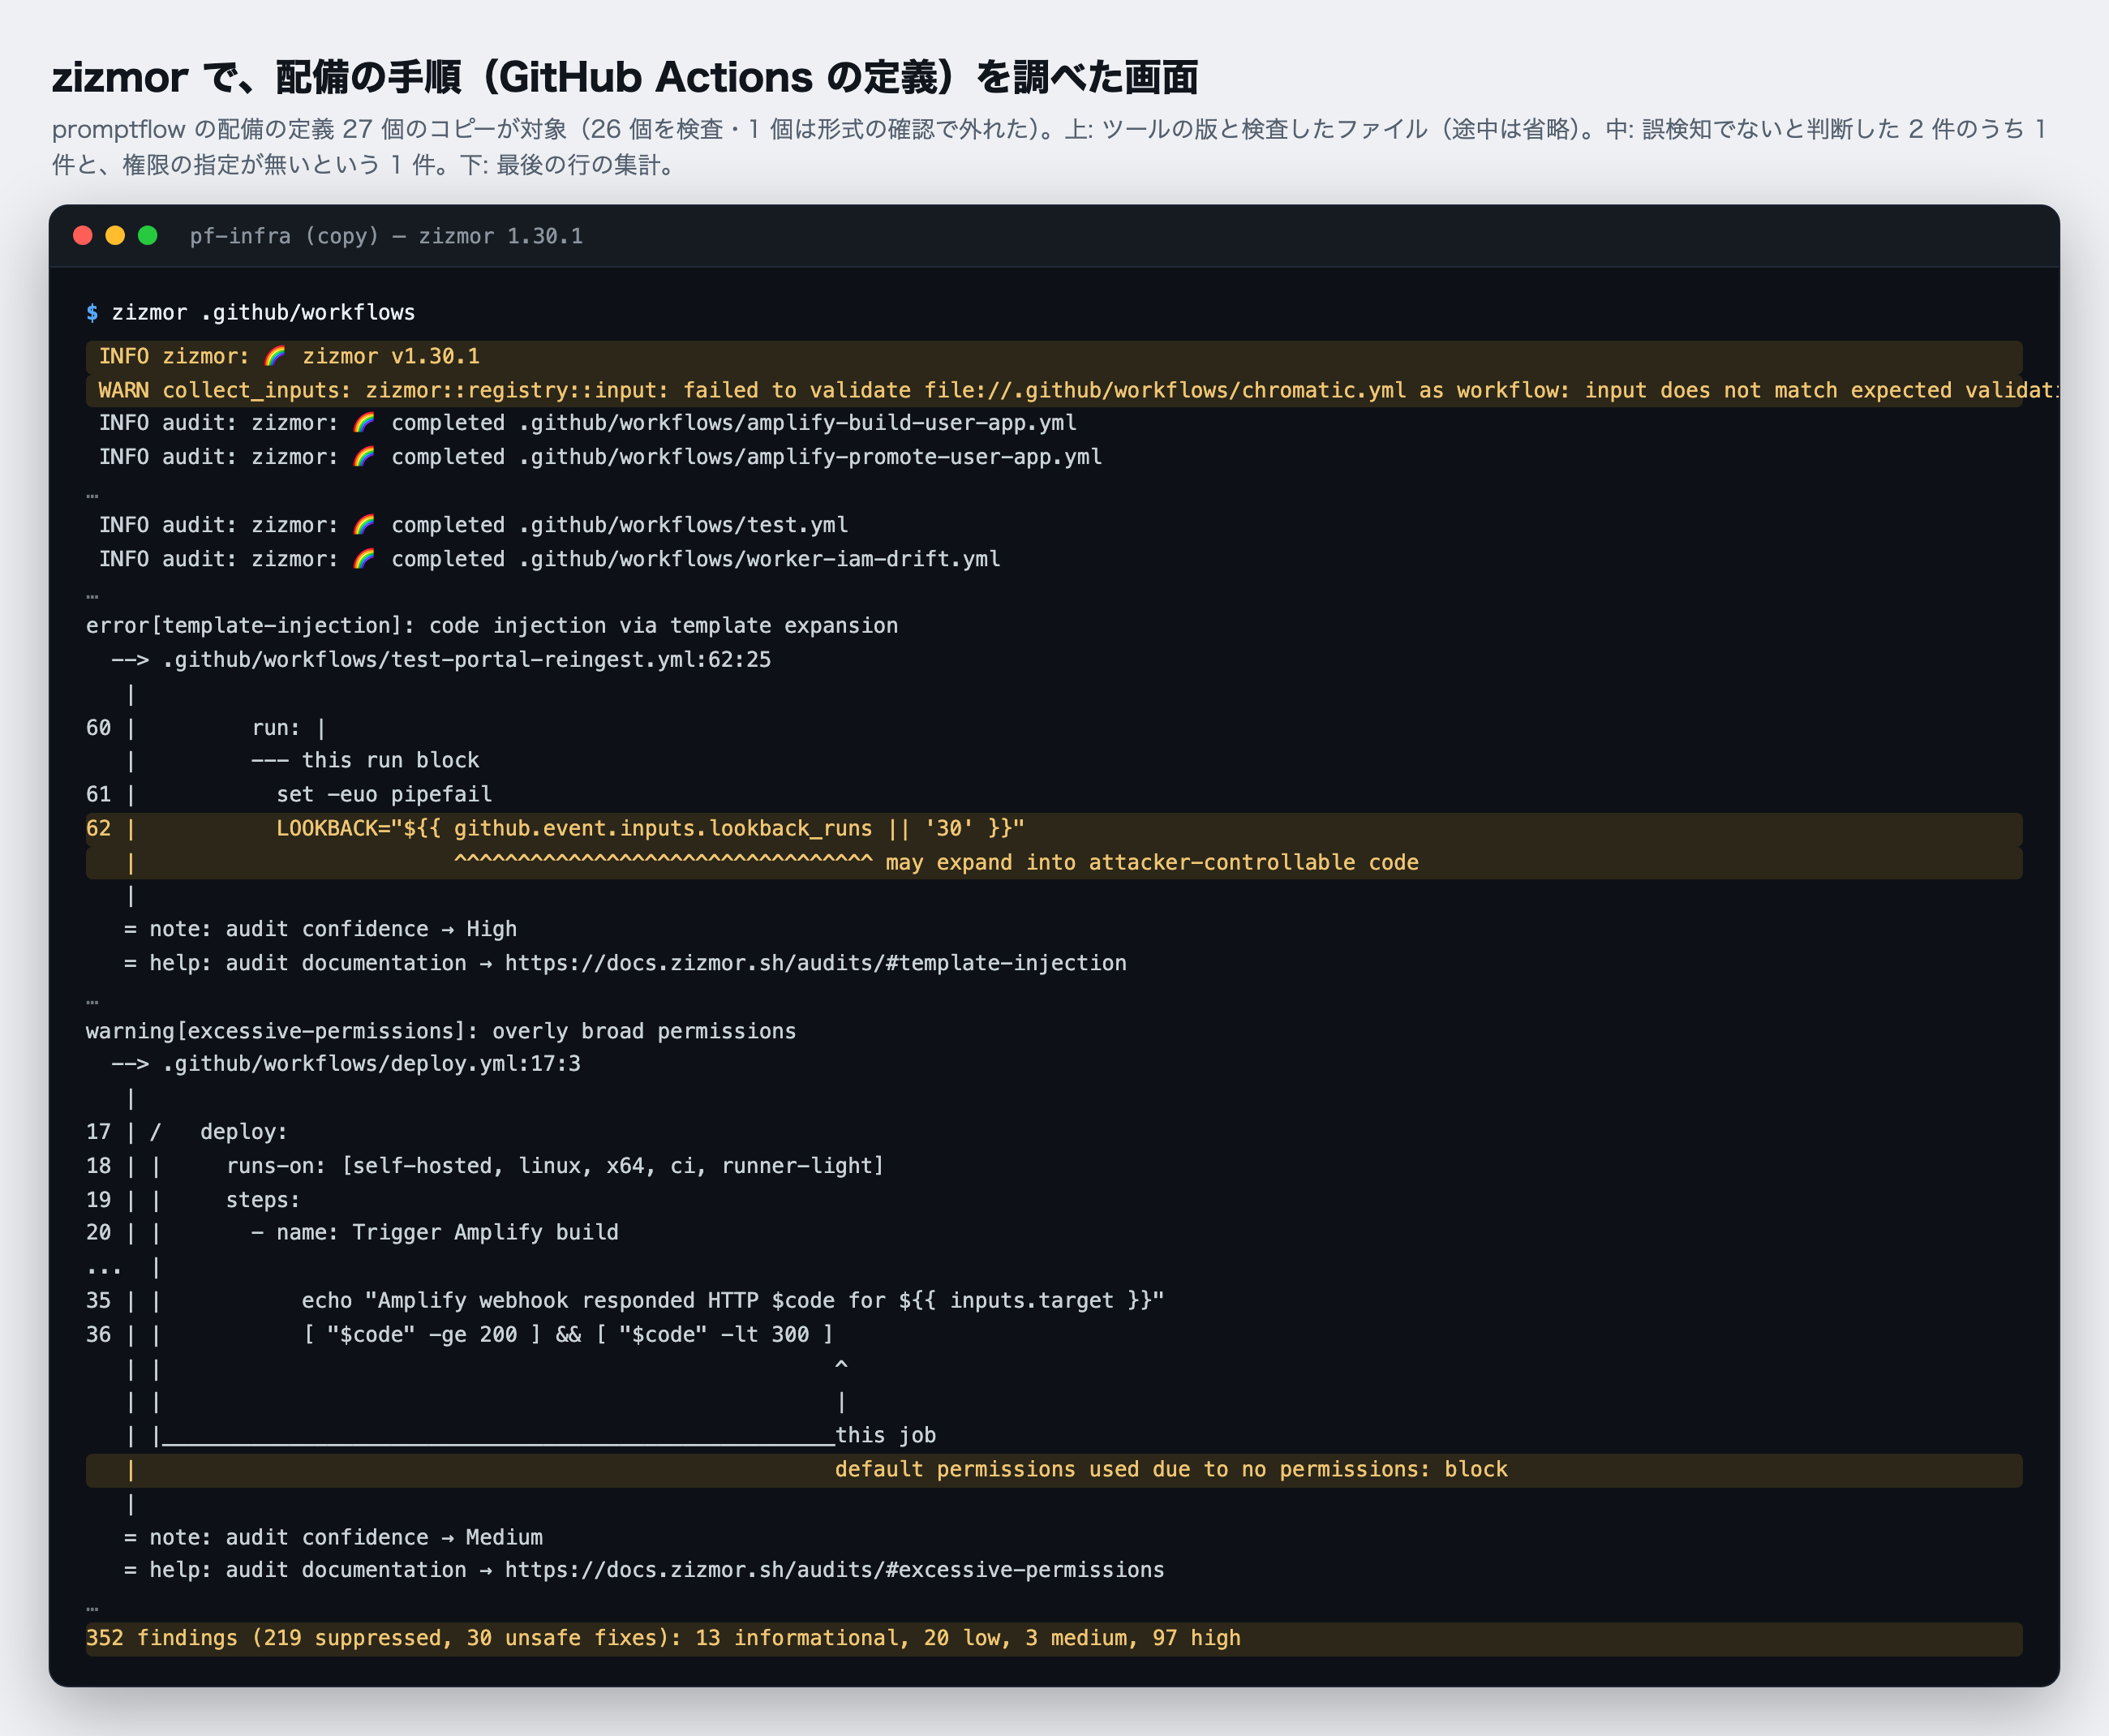 zizmor で、配備の手順（GitHub Actions の定義）を調べた画面
promptflow の配備の定義 27 個のコピーが対象（26 個を検査・1 個は形式の確認で外れた）。上: ツールの版と検査したファイル（途中は省略）。中: 誤検知でないと判断した 2 件のうち 1
件と、権限の指定が無いという 1 件。下: 最後の行の集計。
pf-infra (copy) — zizmor 1.30.1
$ zizmor .github/workflows
INFO zizmor: 🌈 zizmor v1.30.1
WARN collect_inputs: zizmor::registry::input: failed to validate file://.github/workflows/chromatic.yml as workflow: input does not match expected validat
INFO audit: zizmor: 🌈 completed .github/workflows/amplify-build-user-app.yml
INFO audit: zizmor: 🌈 completed .github/workflows/amplify-promote-user-app.yml
…
INFO audit: zizmor: 🌈 completed .github/workflows/test.yml
INFO audit: zizmor: 🌈 completed .github/workflows/worker-iam-drift.yml
…
error[template-injection]: code injection via template expansion
  --> .github/workflows/test-portal-reingest.yml:62:25
   |
60 |         run: |
   |         --- this run block
61 |           set -euo pipefail
62 |           LOOKBACK="${{ github.event.inputs.lookback_runs || '30' }}"
   |                         ^^^^^^^^^^^^^^^^^^^^^^^^^^^^^^^^^ may expand into attacker-controllable code
   |
   = note: audit confidence → High
   = help: audit documentation → https://docs.zizmor.sh/audits/#template-injection
…
warning[excessive-permissions]: overly broad permissions
  --> .github/workflows/deploy.yml:17:3
   |
17 | /   deploy:
18 | |     runs-on: [self-hosted, linux, x64, ci, runner-light]
19 | |     steps:
20 | |       - name: Trigger Amplify build
...  |
35 | |           echo "Amplify webhook responded HTTP $code for ${{ inputs.target }}"
36 | |           [ "$code" -ge 200 ] && [ "$code" -lt 300 ]
   | |                                                     ^
   | |                                                     |
   | |_____________________________________________________this job
   |                                                       default permissions used due to no permissions: block
   |
   = note: audit confidence → Medium
   = help: audit documentation → https://docs.zizmor.sh/audits/#excessive-permissions
…
352 findings (219 suppressed, 30 unsafe fixes): 13 informational, 20 low, 3 medium, 97 high